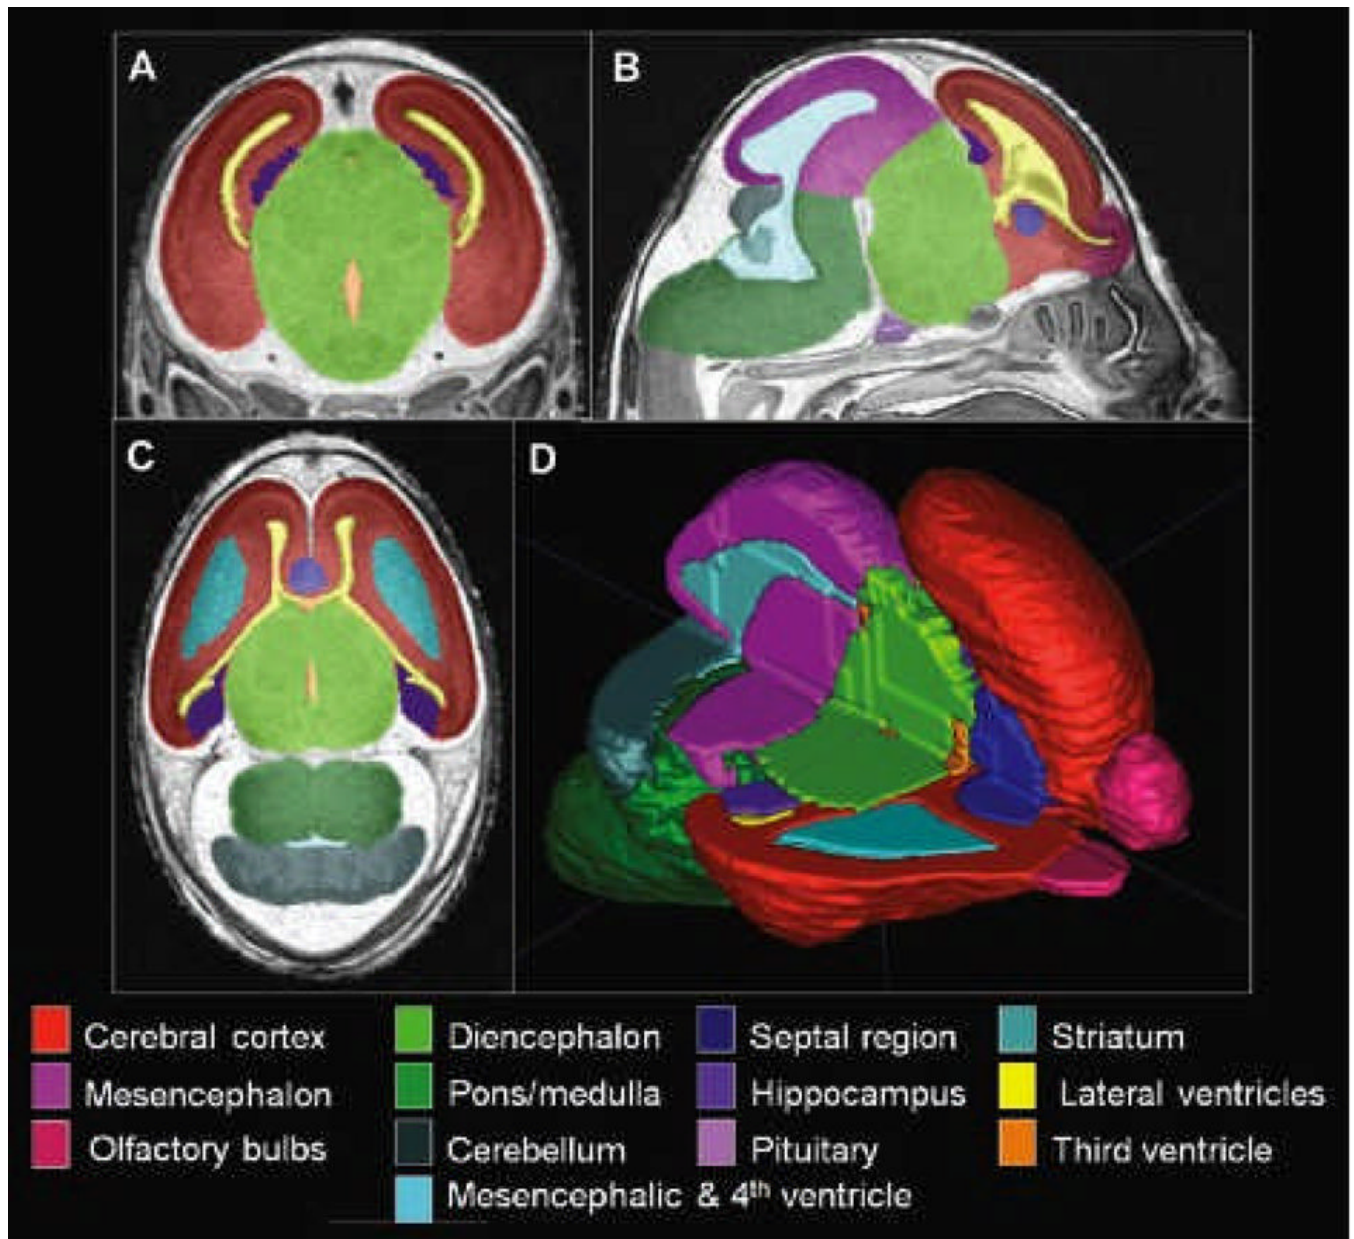 A B
C D
Cerebral cortex Diencephalon Septal region Striatum
Mesencephalon Pons/medulla Hippocampus Lateral ventricles
Olfactory bulbs Cerebellum Pituitary Third ventricle
Mesencephalic & 4th ventricle